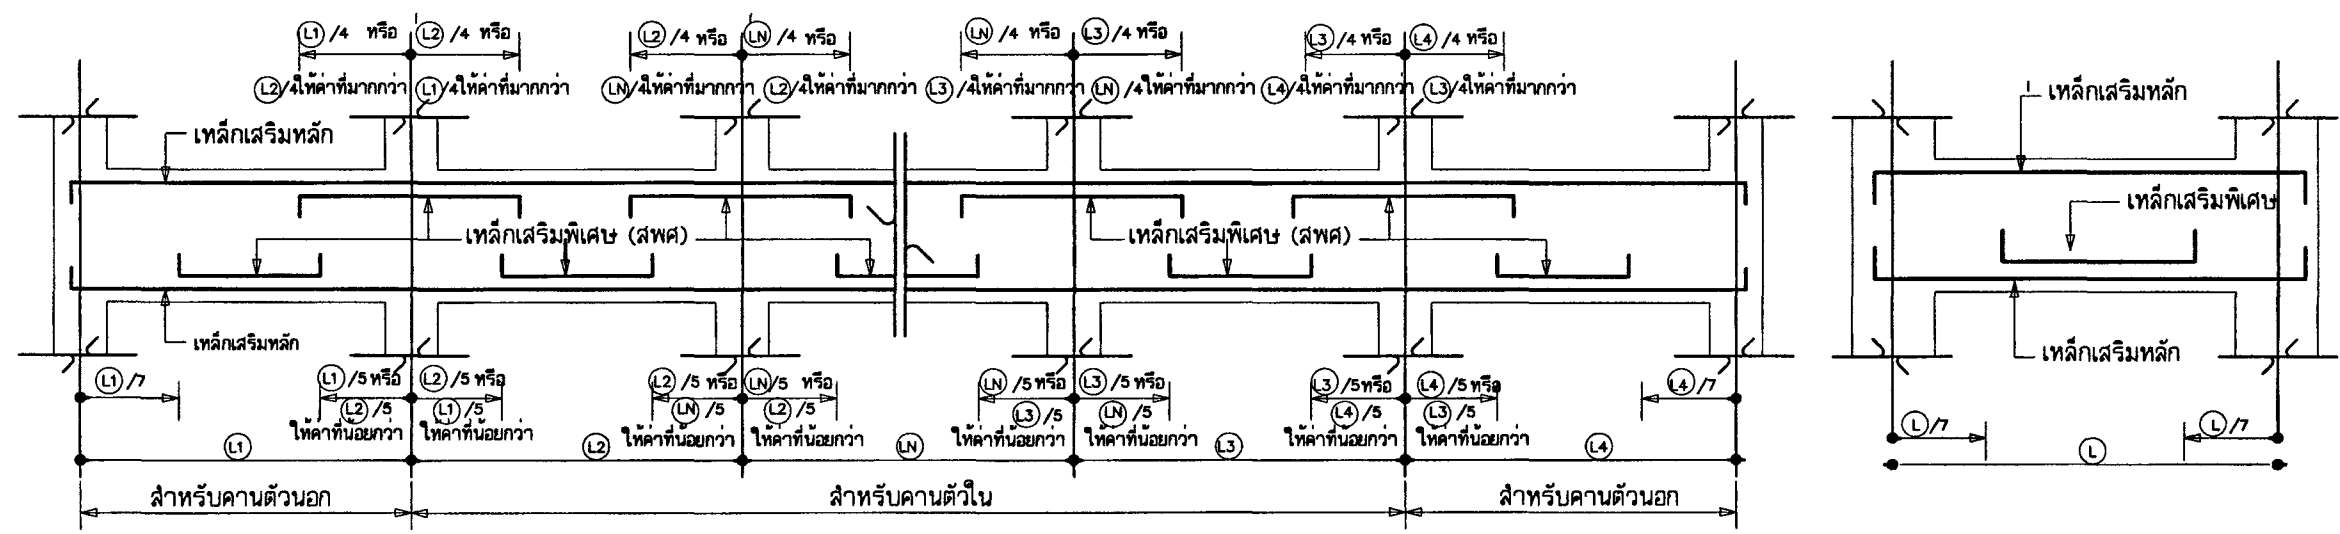 L1 /4 หรือ L2 /4 หรือ L2 /4 หรือ LN /4 หรือ LN /4 หรือ L3 /4 หรือ L3 /4 หรือ L4 /4 หรือ
L2/4ให้ค่าที่มากกว่า L1/4ให้ค่าที่มากกว่า LN/4ให้ค่าที่มากกว่า L2/4ให้ค่าที่มากกว่า L3/4ให้ค่าที่มากกว่า LN/4ให้ค่าที่มากกว่า L4/4ให้ค่าที่มากกว่า L3/4ให้ค่าที่มากกว่า
เหล็กเสริมหลัก
เหล็กเสริมหลัก
เหล็กเสริมพิเศษ
เหล็กเสริมพิเศษ (สพศ) เหล็กเสริมพิเศษ (สพศ)
เหล็กเสริมหลัก
เหล็กเสริมหลัก
L1 /7 L1 /5 หรือ L2 /5 หรือ L2 /5 หรือ LN/5 หรือ LN /5 หรือ L3 /5 หรือ L3 /5หรือ L4 /5หรือ L4 /7
L2 /5 L1 /5 LN /5 L2 /5 L3 /5 LN /5 L4 /5 L3 /5
ให้ค่าที่น้อยกว่า ให้ค่าที่น้อยกว่า ให้ค่าที่น้อยกว่า ให้ค่าที่น้อยกว่า ให้ค่าที่น้อยกว่า ให้ค่าที่น้อยกว่า ให้ค่าที่น้อยกว่า ให้ค่าที่น้อยกว่า
L /7 L /7
L1 L2 LN L3 L4 L
สำหรับคานตัวนอก สำหรับคานตัวใน สำหรับคานตัวนอก